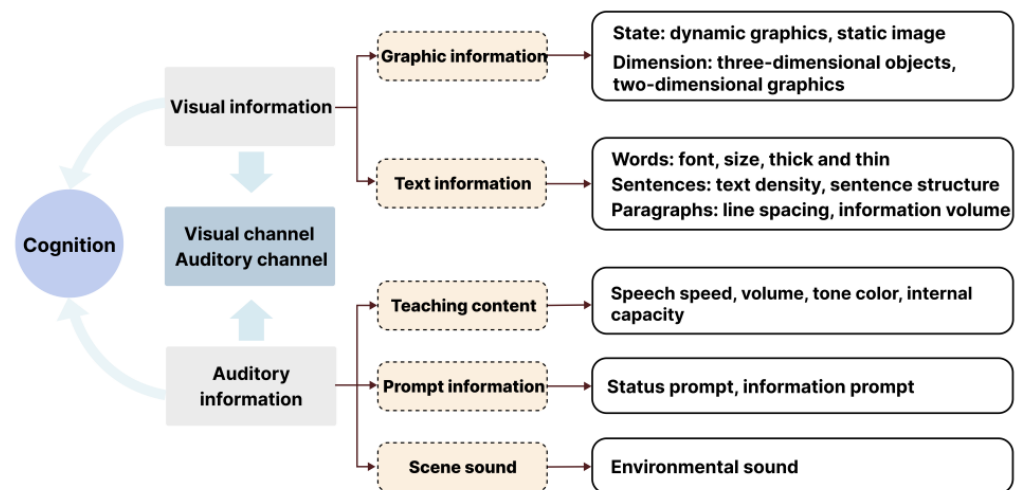 Graphic information
State: dynamic graphics, static image
Dimension: three-dimensional objects,
two-dimensional graphics
Visual information
Text information
Words: font, size, thick and thin
Sentences: text density, sentence structure
Paragraphs: line spacing, information volume
Cognition
Visual channel
Auditory channel
Teaching content
Speech speed, volume, tone color, internal
capacity
Auditory
information
Prompt information
Status prompt, information prompt
Scene sound
Environmental sound